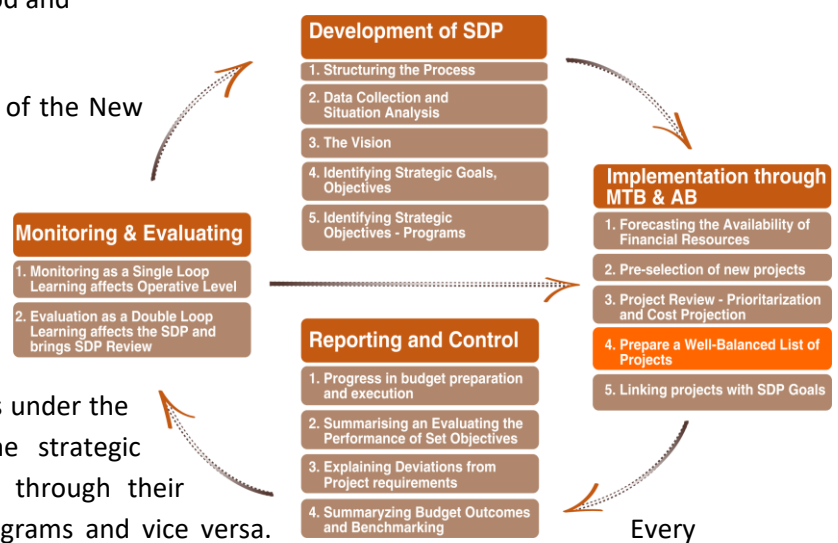 od and
of the New
Development of SDP
1. Structuring the Process
2. Data Collection and
Situation Analysis
3. The Vision
4. Identifying Strategic Goals,
Objectives
5. Identifying Strategic
Objectives - Programs
Implementation through
MTB & AB
1. Forecasting the Availability of
Financial Resources
2. Pre-selection of new projects
3. Project Review - Prioritarization
and Cost Projection
4. Prepare a Well-Balanced List of
Projects
5. Linking projects with SDP Goals
Monitoring & Evaluating
1. Monitoring as a Single Loop
Learning affects Operative Level
2. Evaluation as a Double Loop
Learning affects the SDP and
brings SDP Review
Reporting and Control
1. Progress in budget preparation
and execution
2. Summarising an Evaluating the
Performance of Set Objectives
3. Explaining Deviations from
Project requirements
4. Summaryzing Budget Outcomes
and Benchmarking
s under the
ne strategic
through their
grams and vice versa. Every